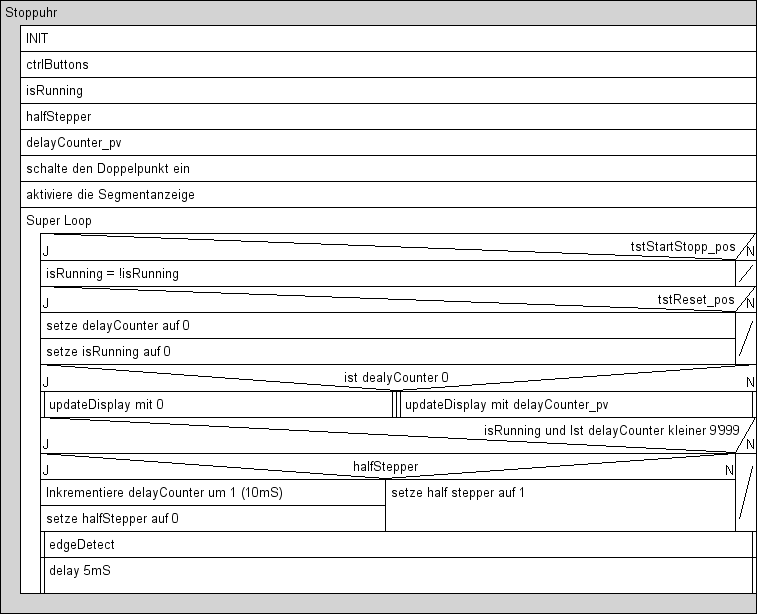 Stoppuhr
INIT
ctrlButtons
isRunning
halfStepper
delayCounter_pv
schalte den Doppelpunkt ein
aktiviere die Segmentanzeige
Super Loop
tstStartStopp_pos
J N
isRunning = !isRunning
tstReset_pos
J N
setze delayCounter auf 0
setze isRunning auf 0
ist dealyCounter 0
J N
updateDisplay mit 0 updateDisplay mit delayCounter_pv
isRunning und Ist delayCounter kleiner 9'999
J N
halfStepper
J N
Inkrementiere delayCounter um 1 (10mS) setze half stepper auf 1
setze halfStepper auf 0
edgeDetect
delay 5mS